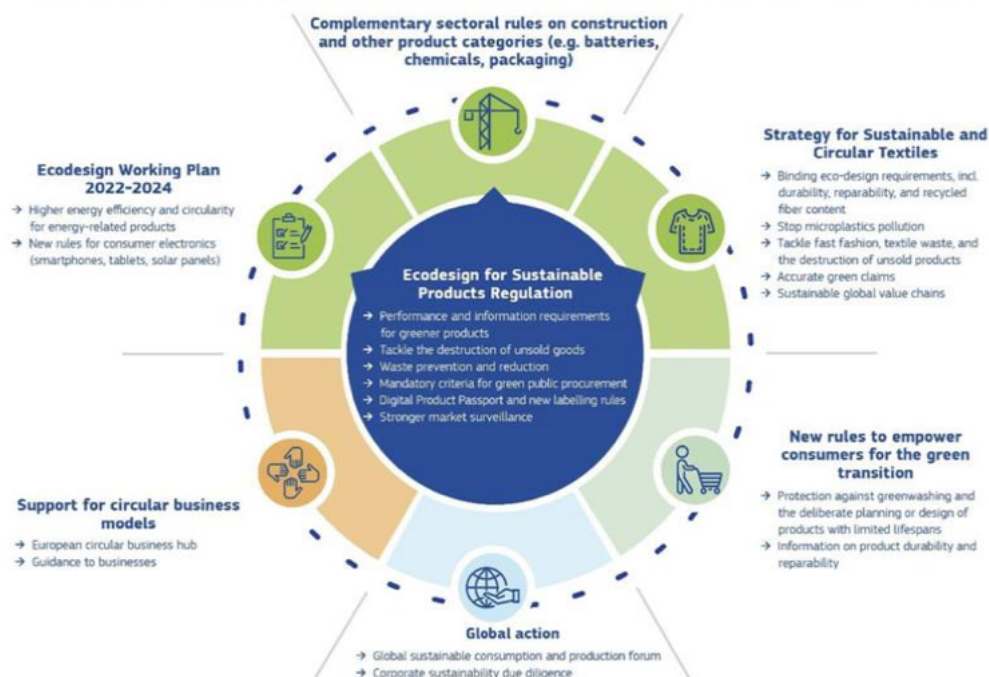 Complementary sectoral rules on construction
and other product categories (e.g. batteries,
chemicals, packaging)
Strategy for Sustainable and
Circular Textiles
→ Binding eco-design requirements, incl.
durability, reparability, and recycled
fiber content
→ Stop microplastics pollution
→ Tackle fast fashion, textile waste, and
the destruction of unsold products
→ Accurate green claims
→ Sustainable global value chains
Ecodesign Working Plan
2022-2024
→ Higher energy efficiency and circularity
for energy-related products
→ New rules for consumer electronics
(smartphones, tablets, solar panels)
Ecodesign for Sustainable
Products Regulation
→ Performance and information requirements
for greener products
→ Tackle the destruction of unsold goods
→ Waste prevention and reduction
→ Mandatory criteria for green public procurement
→ Digital Product Passport and new labelling rules
→ Stronger market surveillance
New rules to empower
consumers for the green
transition
→ Protection against greenwashing and
the deliberate planning or design of
products with limited lifespans
→ Information on product durability and
reparability
Support for circular business
models
→ European circular business hub
→ Guidance to businesses
Global action
→ Global sustainable consumption and production forum
→ Corporate sustainability due diligence